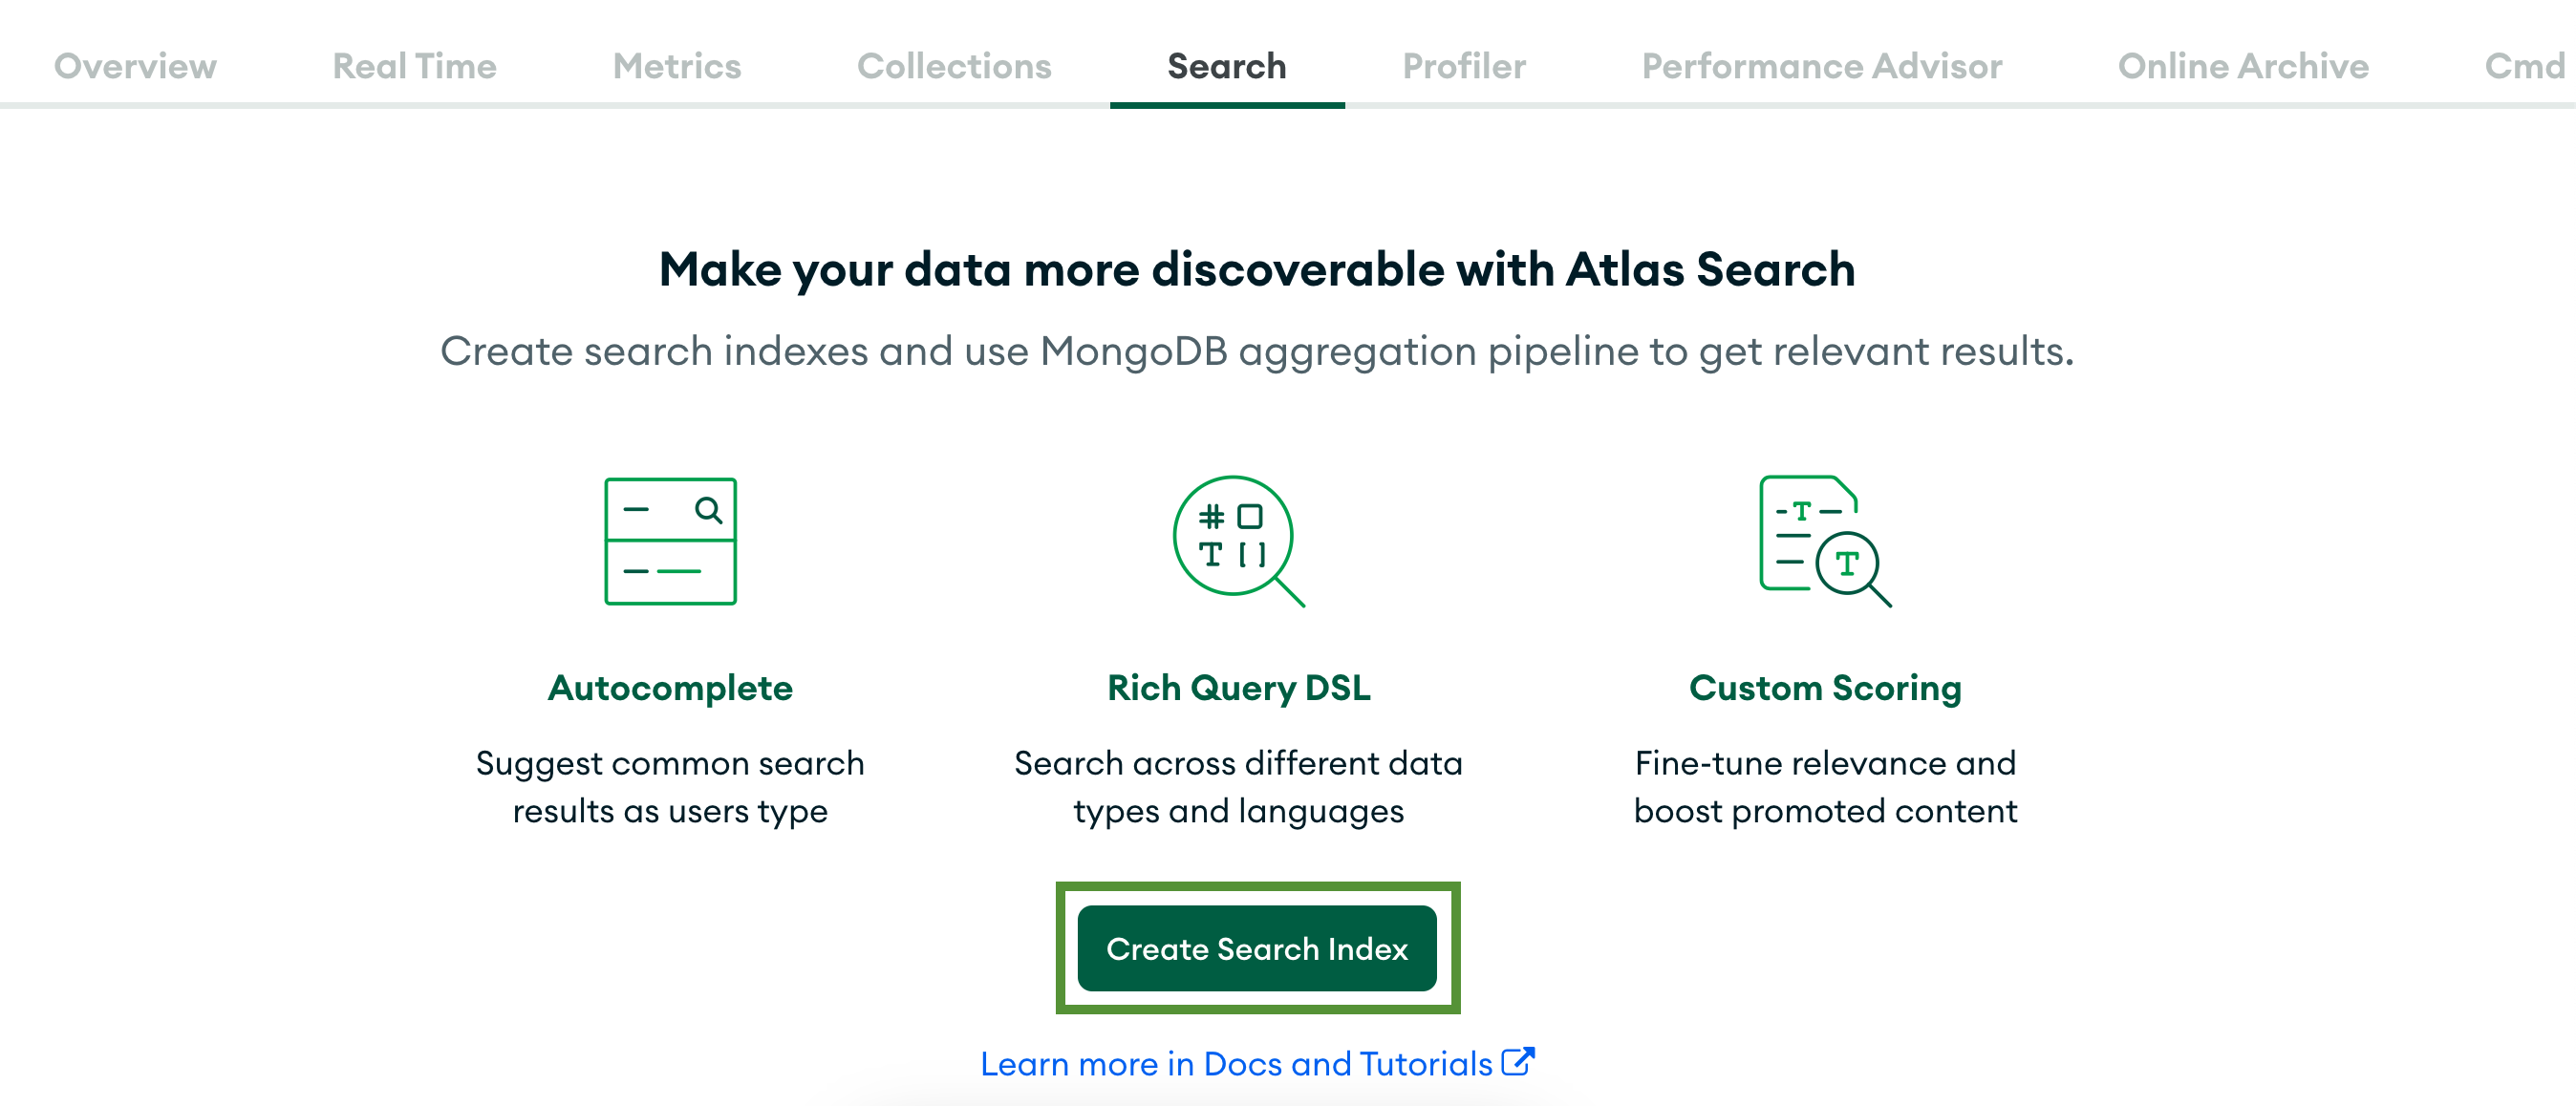 Overview Real Time Metrics Collections Search Profiler Performance Advisor Online Archive Cmd
Make your data more discoverable with Atlas Search
Create search indexes and use MongoDB aggregation pipeline to get relevant results.
# T [ ]
-T—
T
Autocomplete
Suggest common search
results as users type
Rich Query DSL
Search across different data
types and languages
Custom Scoring
Fine-tune relevance and
boost promoted content
Create Search Index
Learn more in Docs and Tutorials